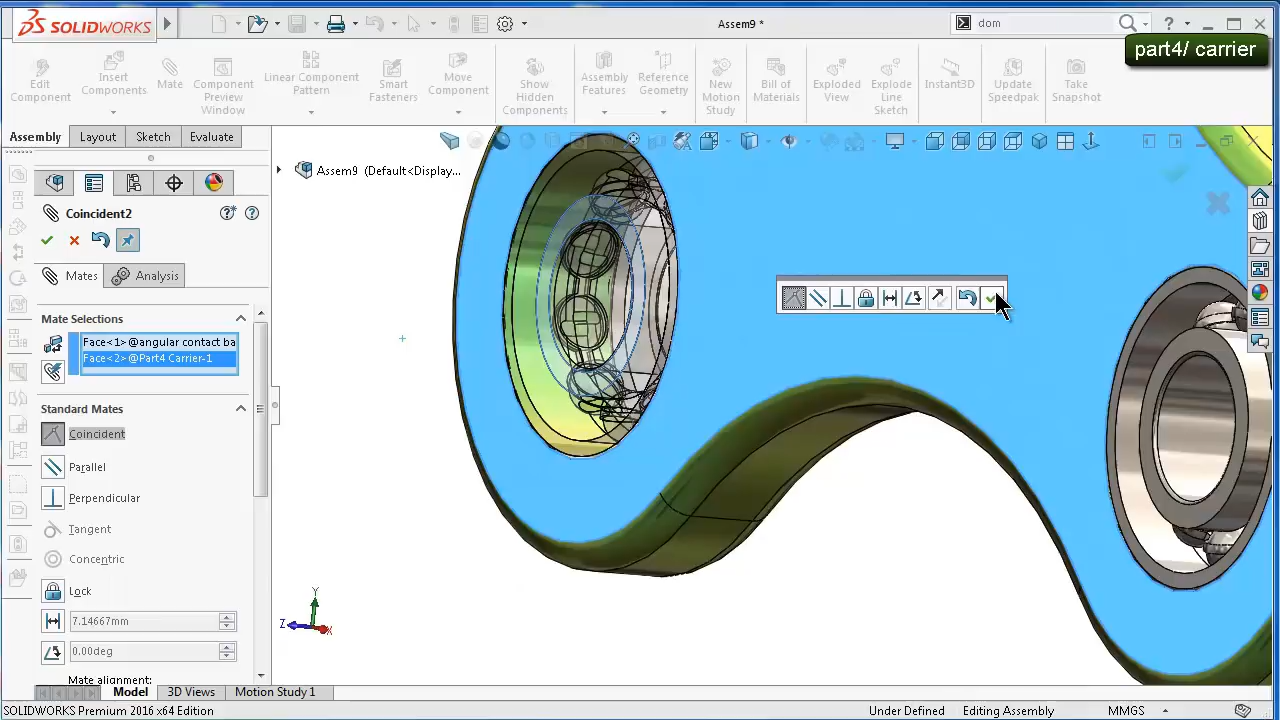 SOLIDWORKS
Assem9 *
dom
part4/ carrier
Edit Component
Insert Components
Mate
Component Preview Window
Linear Component Pattern
Smart Fasteners
Move Component
Show Hidden Components
Assembly Features
Reference Geometry
New Motion Study
Bill of Materials
Exploded View
Explode Line Sketch
Instant3D
Update Speedpak
Take Snapshot
Assembly
Layout
Sketch
Evaluate
Assem9 (Default<Display...
Coincident2
Mates
Analysis
Mate Selections
Face<1>@angular contact ba
Face<2>@Part4 Carrier-1
Standard Mates
Coincident
Parallel
Perpendicular
Tangent
Concentric
Lock
7.14667mm
0.00deg
Mate alignment:
Y
Z
X
Model
3D Views
Motion Study 1
SOLIDWORKS Premium 2016 x64 Edition
Under Defined
Editing Assembly
MMGS